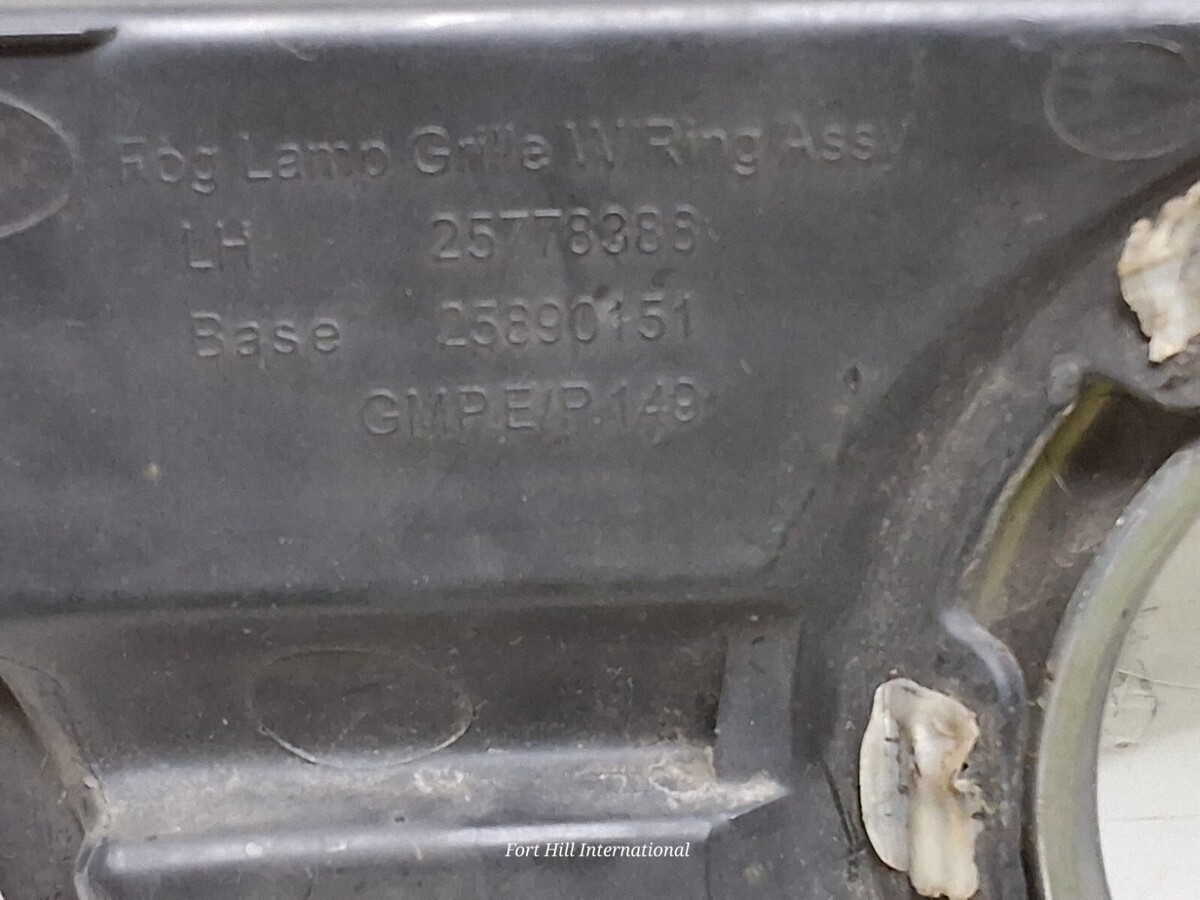 Fog Lamp Grille W/Ring Assy
LH 25778388
Base 25890151
GMP.E/P.149
Fort Hill International